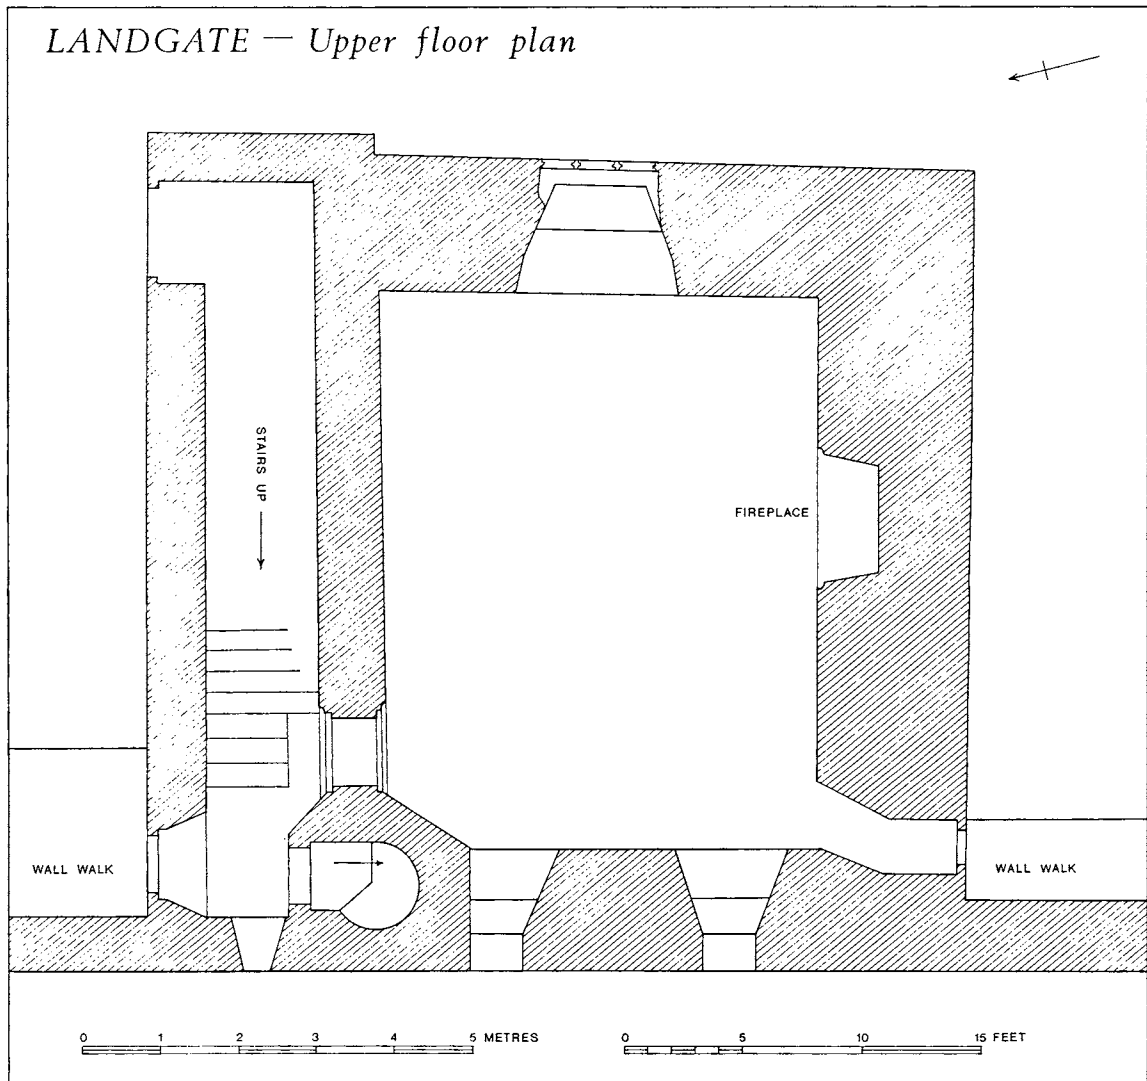 LANDGATE — Upper floor plan
STAIRS UP
FIREPLACE
WALL WALK
WALL WALK
0 1 2 3 4 5 METRES
0 5 10 15 FEET